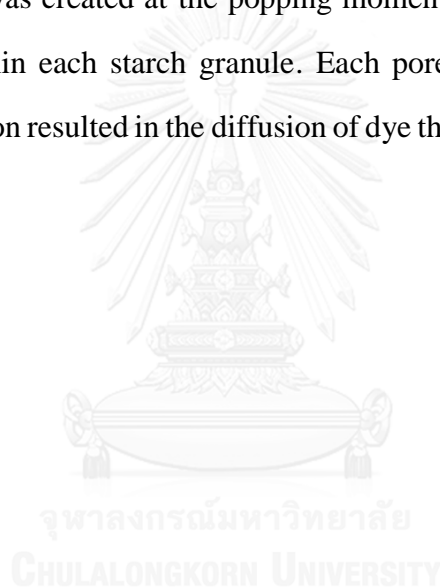 was created at the popping momen
in each starch granule. Each pore
on resulted in the diffusion of dye th
จุฬาลงกรณ์มหาวิทยาลัย
CHULALONGKORN UNIVERSITY